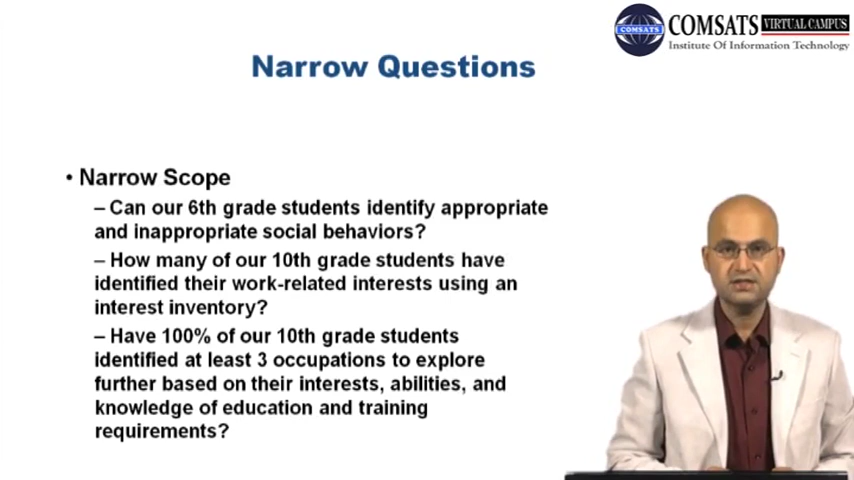 COMSATS VIRTUAL CAMPUS
COMSATS
Institute Of Information Technology
Narrow Questions
• Narrow Scope
– Can our 6th grade students identify appropriate
and inappropriate social behaviors?
– How many of our 10th grade students have
identified their work-related interests using an
interest inventory?
– Have 100% of our 10th grade students
identified at least 3 occupations to explore
further based on their interests, abilities, and
knowledge of education and training
requirements?